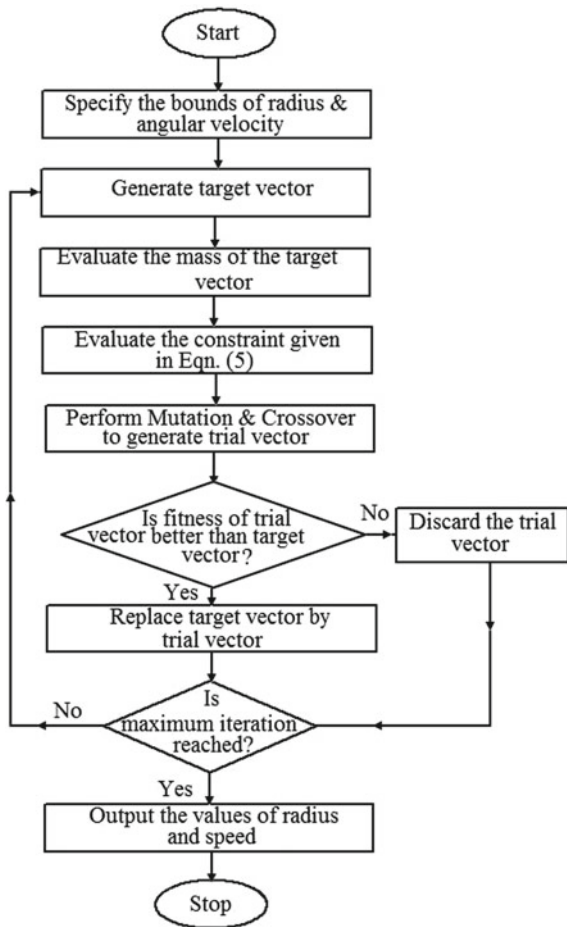 Start
Specify the bounds of radius &
angular velocity
Generate target vector
Evaluate the mass of the target
vector
Evaluate the constraint given
in Eqn. (5)
Perform Mutation & Crossover
to generate trial vector
Is fitness of trial
vector better than target
vector?
No
Discard the trial
vector
Yes
Replace target vector by
trial vector
Is
maximum iteration
reached?
No
Yes
Output the values of radius
and speed
Stop